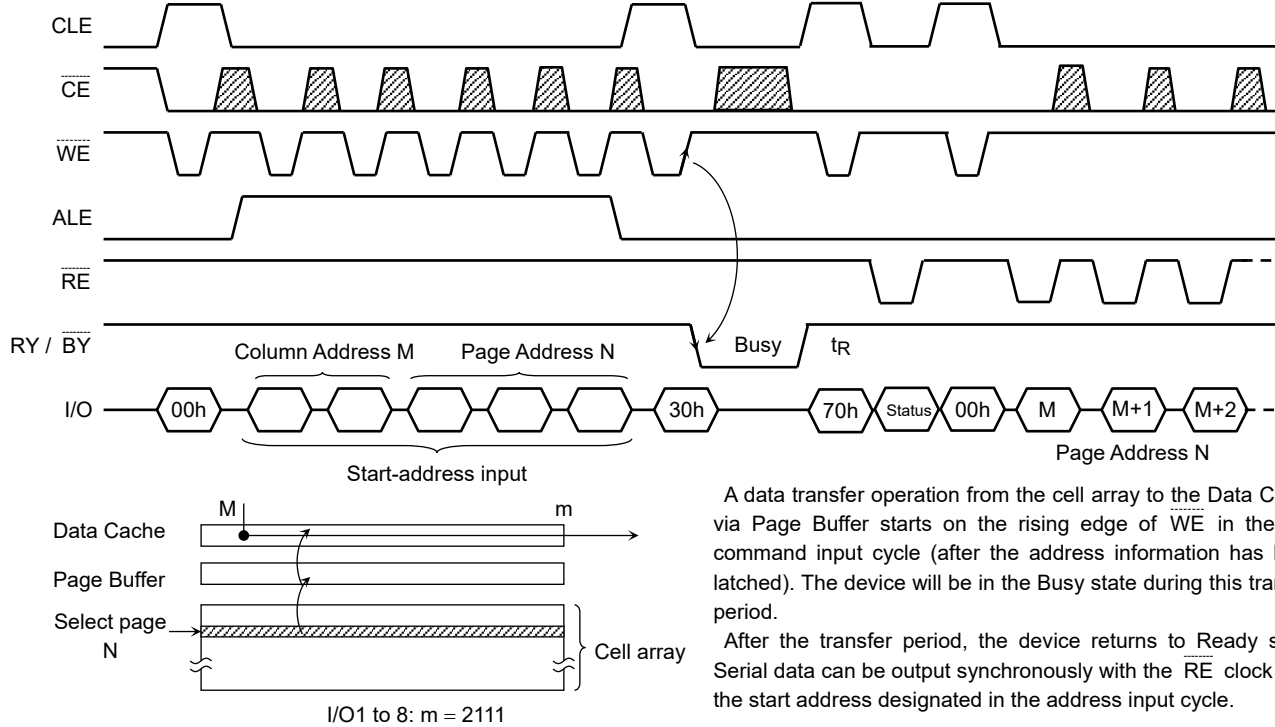 CLE
CE
WE
ALE
RE
RY / BY
Busy
tR
Column Address M
Page Address N
I/O
00h
30h
70h
Status
00h
M
M+1
M+2
Start-address input
Page Address N
M
m
Data Cache
Page Buffer
Select page
N
Cell array
I/O1 to 8: m = 2111
A data transfer operation from the cell array to the Data C
via Page Buffer starts on the rising edge of WE in the
command input cycle (after the address information has
latched). The device will be in the Busy state during this tra
period.
After the transfer period, the device returns to Ready s
Serial data can be output synchronously with the RE clock
the start address designated in the address input cycle.